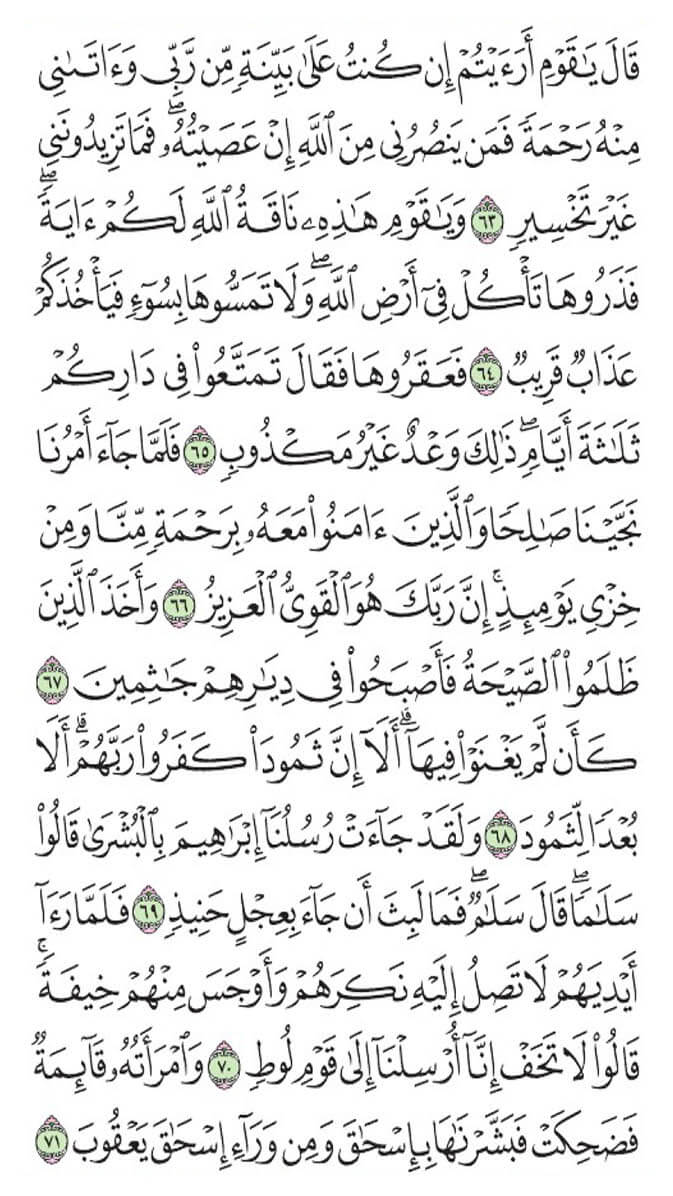 قَالَ يَـٰقَوۡمِ أَرَءَيۡتُمۡ إِن كُنتُ عَلَىٰ بَيِّنَةٖ مِّن رَّبِّي وَءَاتَىٰنِي
مِنۡهُ رَحۡمَةٗ فَمَن يَنصُرُنِي مِنَ ٱللَّهِ إِنۡ عَصَيۡتُهُۥۖ فَمَا تَزِيدُونَنِي
غَيۡرَ تَخۡسِيرٖ ٦٣ وَيَـٰقَوۡمِ هَـٰذِهِۦ نَاقَةُ ٱللَّهِ لَكُمۡ ءَايَةٗۖ
فَذَرُوهَا تَأۡكُلۡ فِيٓ أَرۡضِ ٱللَّهِۖ وَلَا تَمَسُّوهَا بِسُوٓءٖ فَيَأۡخُذَكُمۡ
عَذَابٞ قَرِيبٞ ٦٤ فَعَقَرُوهَا فَقَالَ تَمَتَّعُواْ فِي دَارِكُمۡ
ثَلَـٰثَةَ أَيَّامٖۖ ذَٰلِكَ وَعۡدٌ غَيۡرُ مَكۡذُوبٖ ٦٥ فَلَمَّا جَآءَ أَمۡرُنَا
نَجَّيۡنَا صَـٰلِحٗا وَٱلَّذِينَ ءَامَنُواْ مَعَهُۥ بِرَحۡمَةٖ مِّنَّا وَمِنۡ
خِزۡيِ يَوۡمِئِذٍۚ إِنَّ رَبَّكَ هُوَ ٱلۡقَوِيُّ ٱلۡعَزِيزُ ٦٦ وَأَخَذَ ٱلَّذِينَ
ظَلَمُواْ ٱلصَّيۡحَةُ فَأَصۡبَحُواْ فِي دِيَـٰرِهِمۡ جَـٰثِمِينَ ٦٧
كَأَن لَّمۡ يَغۡنَوۡاْ فِيهَآۗ أَلَآ إِنَّ ثَمُودَاْ كَفَرُواْ رَبَّهُمۡۗ أَلَا
بُعۡدٗا لِّثَمُودَ ٦٨ وَلَقَدۡ جَآءَتۡ رُسُلُنَآ إِبۡرَٰهِيمَ بِٱلۡبُشۡرَىٰ قَالُواْ
سَلَـٰمٗاۖ قَالَ سَلَـٰمٞۖ فَمَا لَبِثَ أَن جَآءَ بِعِجۡلٍ حَنِيذٖ ٦٩ فَلَمَّا رَءَآ
أَيۡدِيَهُمۡ لَا تَصِلُ إِلَيۡهِ نَكِرَهُمۡ وَأَوۡجَسَ مِنۡهُمۡ خِيفَةٗۚ
قَالُواْ لَا تَخَفۡ إِنَّآ أُرۡسِلۡنَآ إِلَىٰ قَوۡمِ لُوطٖ ٧٠ وَٱمۡرَأَتُهُۥ قَآئِمَةٞ
فَضَحِكَتۡ فَبَشَّرۡنَـٰهَا بِإِسۡحَـٰقَ وَمِن وَرَآءِ إِسۡحَـٰقَ يَعۡقُوبَ ٧١